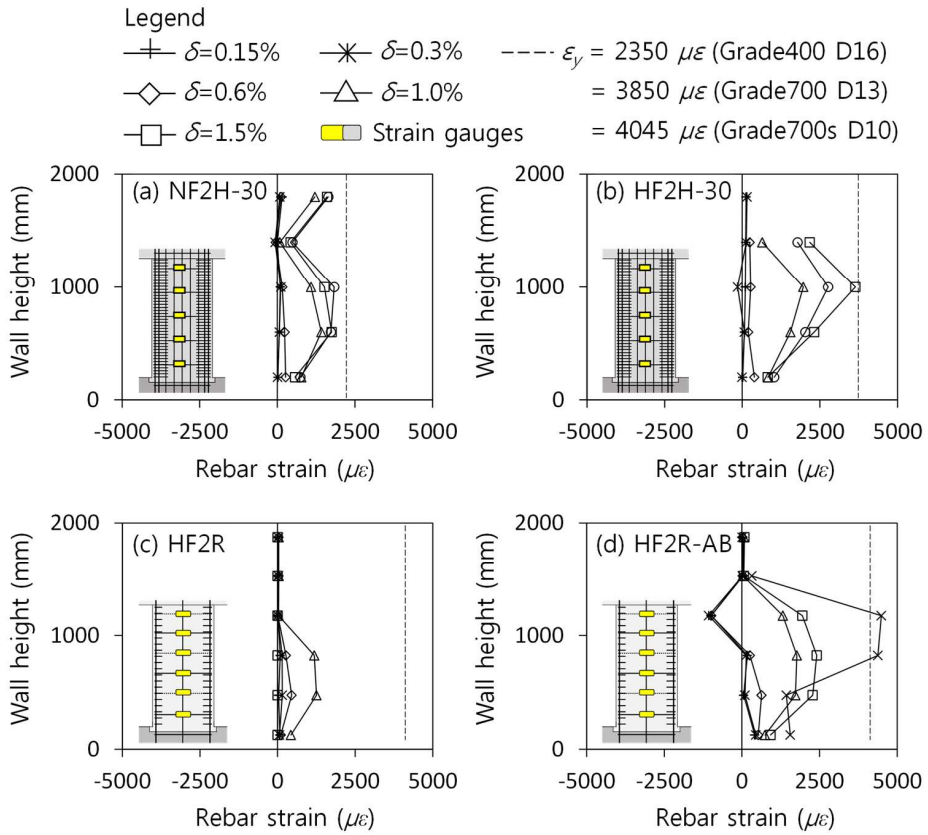 Legend
δ=0.15%
δ=0.3%
εy = 2350 με (Grade400 D16)
δ=0.6%
δ=1.0%
= 3850 με (Grade700 D13)
δ=1.5%
Strain gauges
= 4045 με (Grade700s D10)
(a) NF2H-30
Wall height (mm)
2000
1000
0
-5000 -2500 0 2500 5000
Rebar strain (με)
(b) HF2H-30
Wall height (mm)
2000
1000
0
-5000 -2500 0 2500 5000
Rebar strain (με)
(c) HF2R
Wall height (mm)
2000
1000
0
-5000 -2500 0 2500 5000
Rebar strain (με)
(d) HF2R-AB
Wall height (mm)
2000
1000
0
-5000 -2500 0 2500 5000
Rebar strain (με)